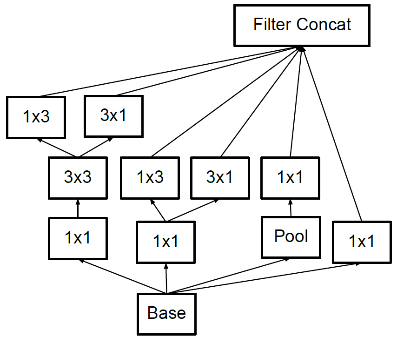 Filter Concat
1x3
3x1
3x3
1x3
3x1
1x1
1x1
1x1
Pool
1x1
Base